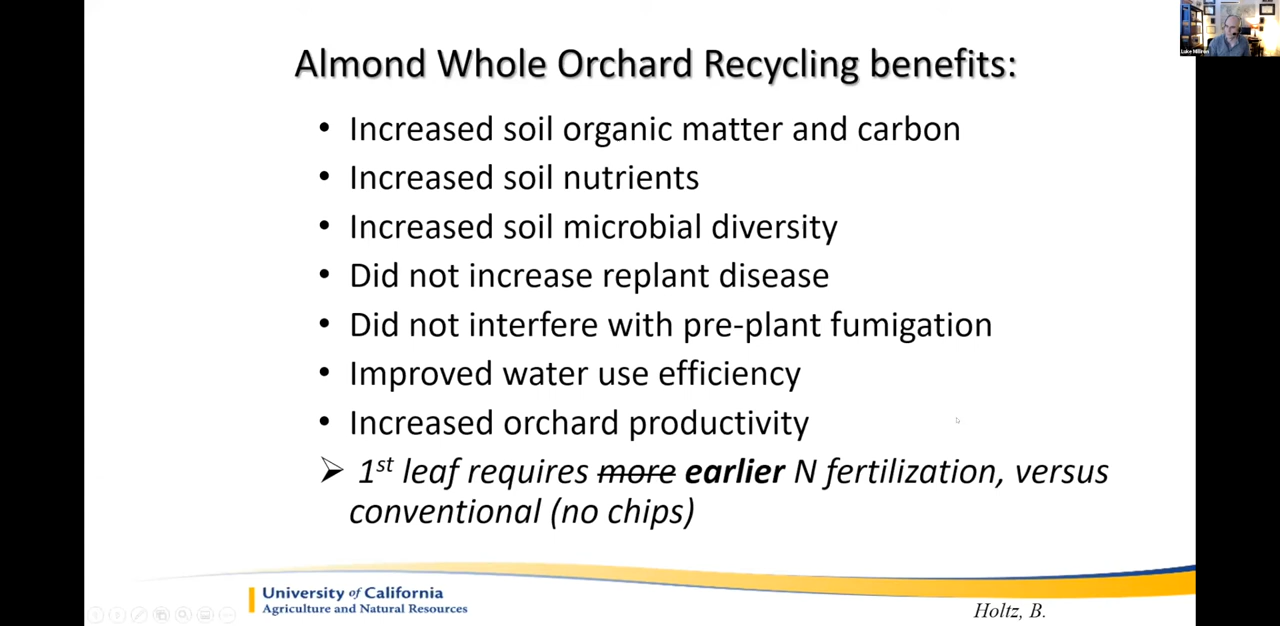 Almond Whole Orchard Recycling benefits:
• Increased soil organic matter and carbon
• Increased soil nutrients
• Increased soil microbial diversity
• Did not increase replant disease
• Did not interfere with pre-plant fumigation
• Improved water use efficiency
• Increased orchard productivity
➢ 1st leaf requires more earlier N fertilization, versus
conventional (no chips)
University of California
Agriculture and Natural Resources
Holtz, B.
Luke Milliron